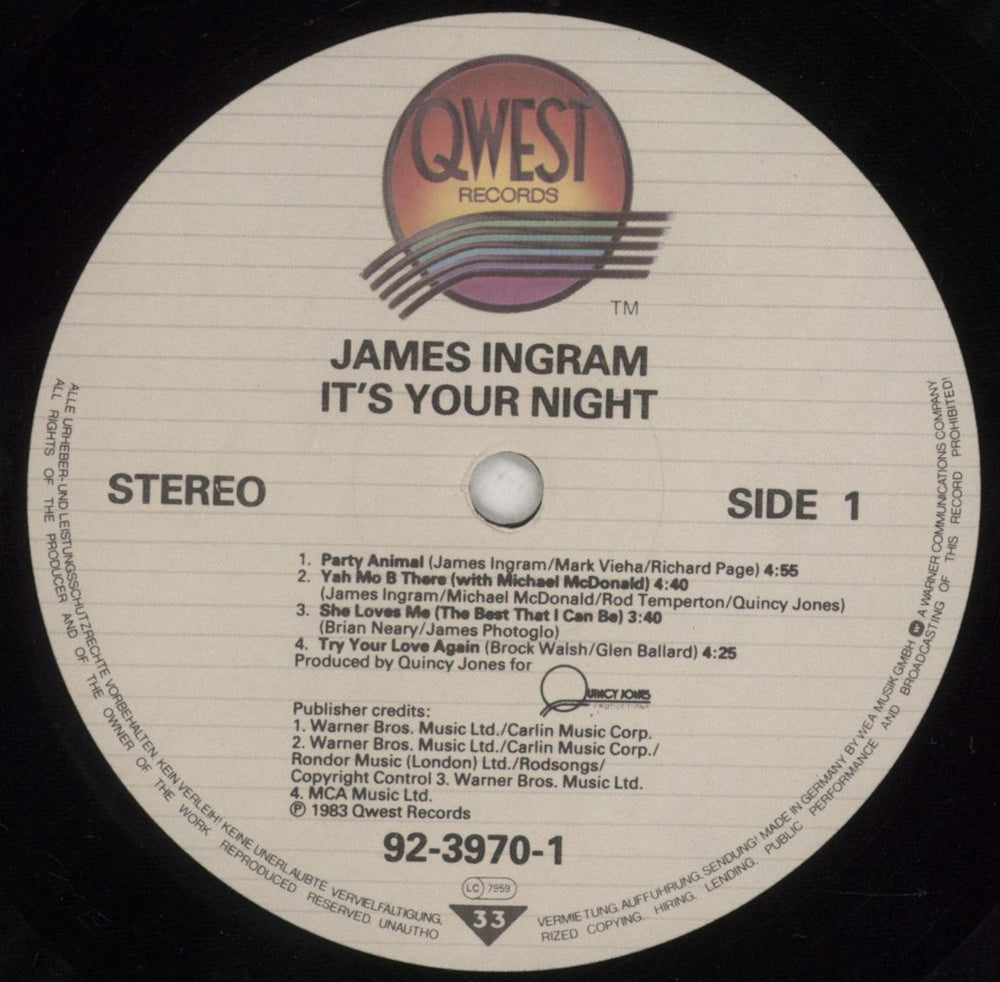 QWEST
RECORDS
TM
JAMES INGRAM
IT'S YOUR NIGHT
STEREO
SIDE 1
1. Party Animal (James Ingram/Mark Vieha/Richard Page) 4:55
2. Yah Mo B There (with Michael McDonald) 4:40
(James Ingram/Michael McDonald/Rod Temperton/Quincy Jones)
3. She Loves Me (The Best That I Can Be) 3:40
(Brian Neary/James Photoglo)
4. Try Your Love Again (Brock Walsh/Glen Ballard) 4:25
Produced by Quincy Jones for
QUINCY JONES
PRODUCTIONS
Publisher credits:
1. Warner Bros. Music Ltd./Carlin Music Corp.
2. Warner Bros. Music Ltd./Carlin Music Corp./
Rondor Music (London) Ltd./Rodsongs/
Copyright Control 3. Warner Bros. Music Ltd.
4. MCA Music Ltd.
℗ 1983 Qwest Records
92-3970-1
LC 7959
33
ALLE URHEBER- UND LEISTUNGSSCHUTZRECHTE VORBEHALTEN. KEIN VERLEIH! KEINE UNERLAUBTE VERVIELFÄLTIGUNG, VERMIETUNG, AUFFÜHRUNG, SENDUNG! MADE IN GERMANY BY WEA MUSIK GMBH A WARNER COMMUNICATIONS COMPANY
ALL RIGHTS OF THE PRODUCER AND OF THE OWNER OF THE WORK REPRODUCED RESERVED. UNAUTHORIZED COPYING, HIRING, LENDING, PUBLIC PERFORMANCE AND BROADCASTING OF THIS RECORD PROHIBITED!